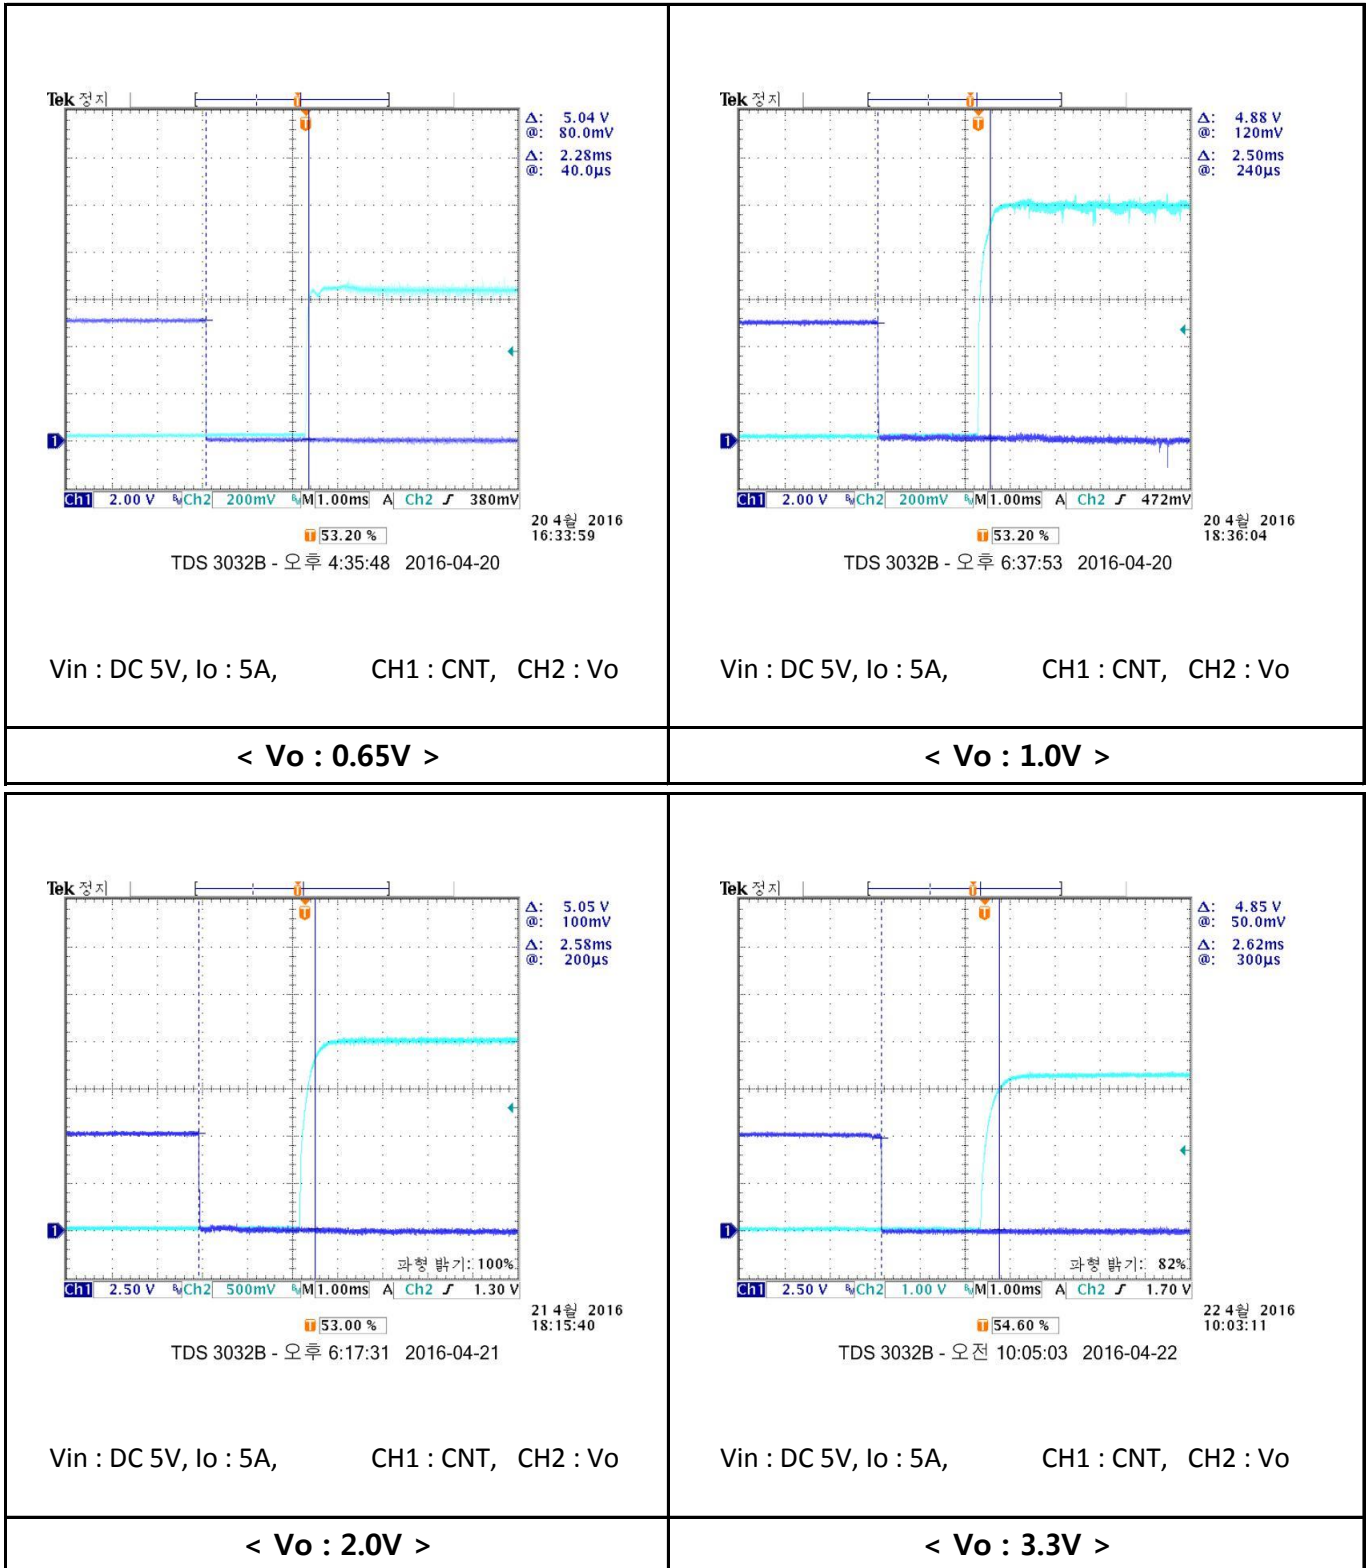 Tek 정지
Δ: 5.04 V
@: 80.0mV
Δ: 2.28ms
@: 40.0µs
1
Ch1 2.00 V Ch2 200mV M 1.00ms A Ch2 380mV
53.20 %
20 4월 2016
16:33:59
TDS 3032B - 오후 4:35:48 2016-04-20
Vin : DC 5V, Io : 5A, CH1 : CNT, CH2 : Vo
< Vo : 0.65V >
Tek 정지
Δ: 4.88 V
@: 120mV
Δ: 2.50ms
@: 240µs
1
Ch1 2.00 V Ch2 200mV M 1.00ms A Ch2 472mV
53.20 %
20 4월 2016
18:36:04
TDS 3032B - 오후 6:37:53 2016-04-20
Vin : DC 5V, Io : 5A, CH1 : CNT, CH2 : Vo
< Vo : 1.0V >
Tek 정지
Δ: 5.05 V
@: 100mV
Δ: 2.58ms
@: 200µs
1
파형 밝기: 100%
Ch1 2.50 V Ch2 500mV M 1.00ms A Ch2 1.30 V
53.00 %
21 4월 2016
18:15:40
TDS 3032B - 오후 6:17:31 2016-04-21
Vin : DC 5V, Io : 5A, CH1 : CNT, CH2 : Vo
< Vo : 2.0V >
Tek 정지
Δ: 4.85 V
@: 50.0mV
Δ: 2.62ms
@: 300µs
1
파형 밝기: 82%
Ch1 2.50 V Ch2 1.00 V M 1.00ms A Ch2 1.70 V
54.60 %
22 4월 2016
10:03:11
TDS 3032B - 오전 10:05:03 2016-04-22
Vin : DC 5V, Io : 5A, CH1 : CNT, CH2 : Vo
< Vo : 3.3V >